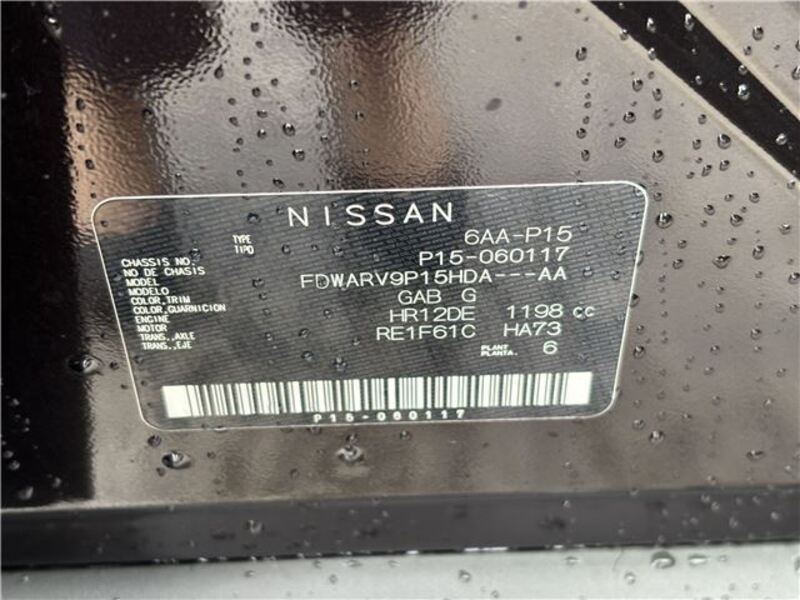 NISSAN
TYPE 6AA-P15
TIPO
CHASSIS NO. P15-060117
NO DE CHASIS
MODEL FDWARV9P15HDA---AA
MODELO
COLOR,TRIM GAB G
COLOR,GUARNICION
ENGINE HR12DE 1198 cc
MOTOR
TRANS.,AXLE RE1F61C HA73
TRANS.,EJE
PLANT 6
PLANTA.
P15-060117